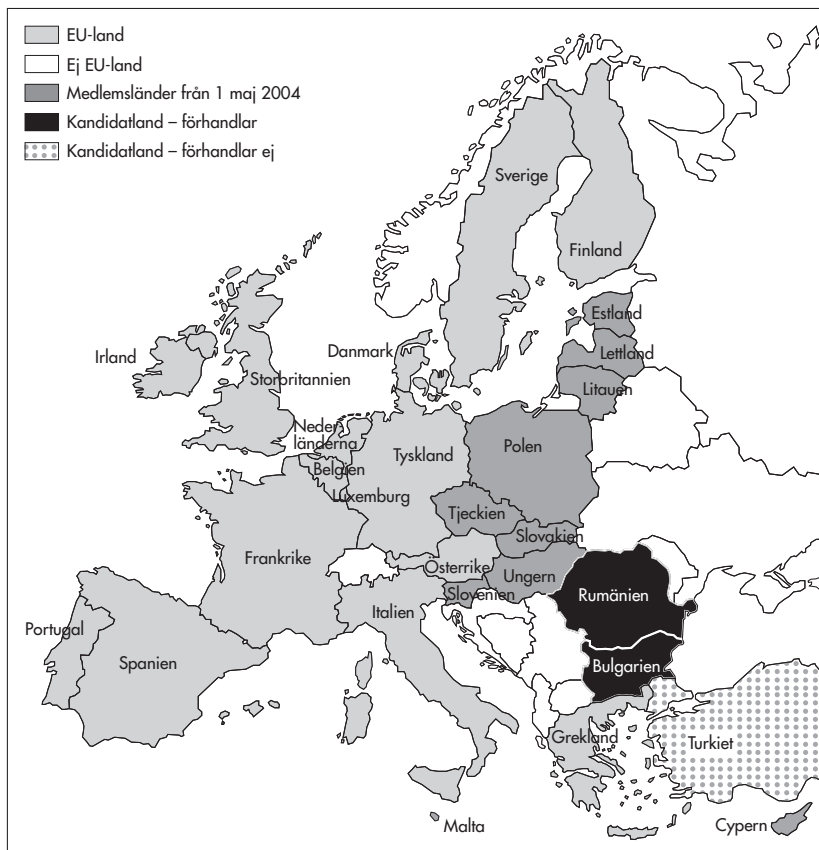 EU-land
Ej EU-land
Medlemsländer från 1 maj 2004
Kandidatland – förhandlar
Kandidatland – förhandlar ej
Sverige
Finland
Estland
Irland
Danmark
Lettland
Storbritannien
Litauen
Neder-
länderna
Tyskland
Polen
Belgien
Luxemburg
Tjeckien
Slovakien
Frankrike
Österrike
Ungern
Slovenien
Rumänien
Italien
Portugal
Spanien
Bulgarien
Grekland
Turkiet
Malta
Cypern